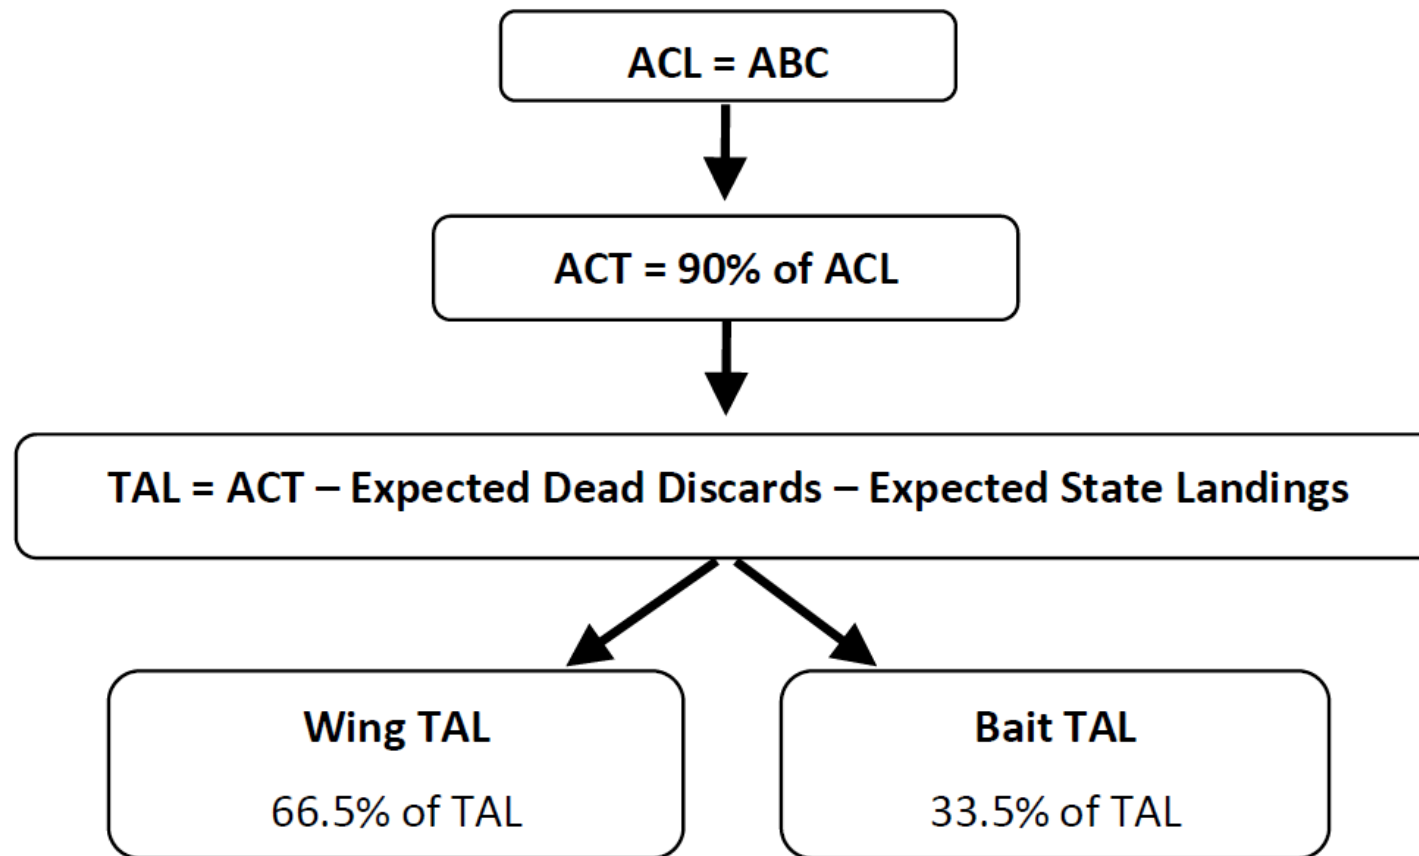 ACL = ABC
ACT = 90% of ACL
TAL = ACT – Expected Dead Discards – Expected State Landings
Wing TAL
66.5% of TAL
Bait TAL
33.5% of TAL